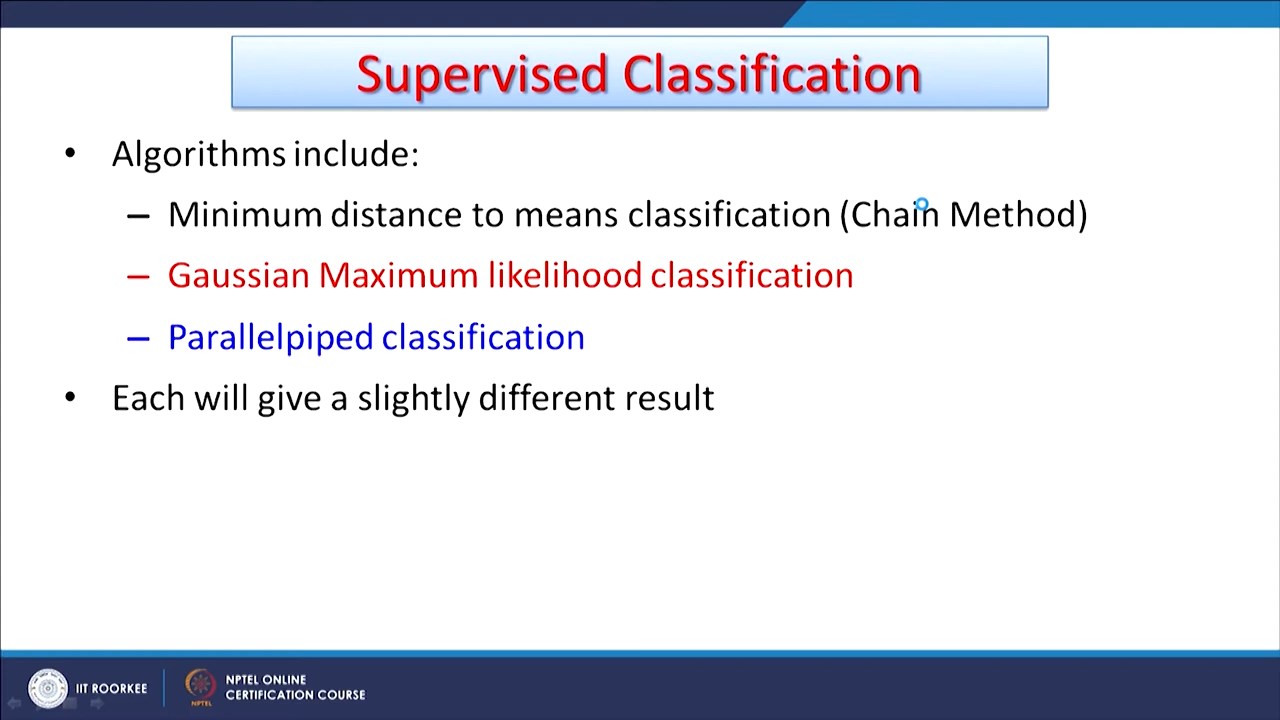 Supervised Classification
• Algorithms include:
– Minimum distance to means classification (Chain Method)
– Gaussian Maximum likelihood classification
– Parallelpiped classification
• Each will give a slightly different result
IIT ROORKEE
NPTEL
NPTEL ONLINE
CERTIFICATION COURSE